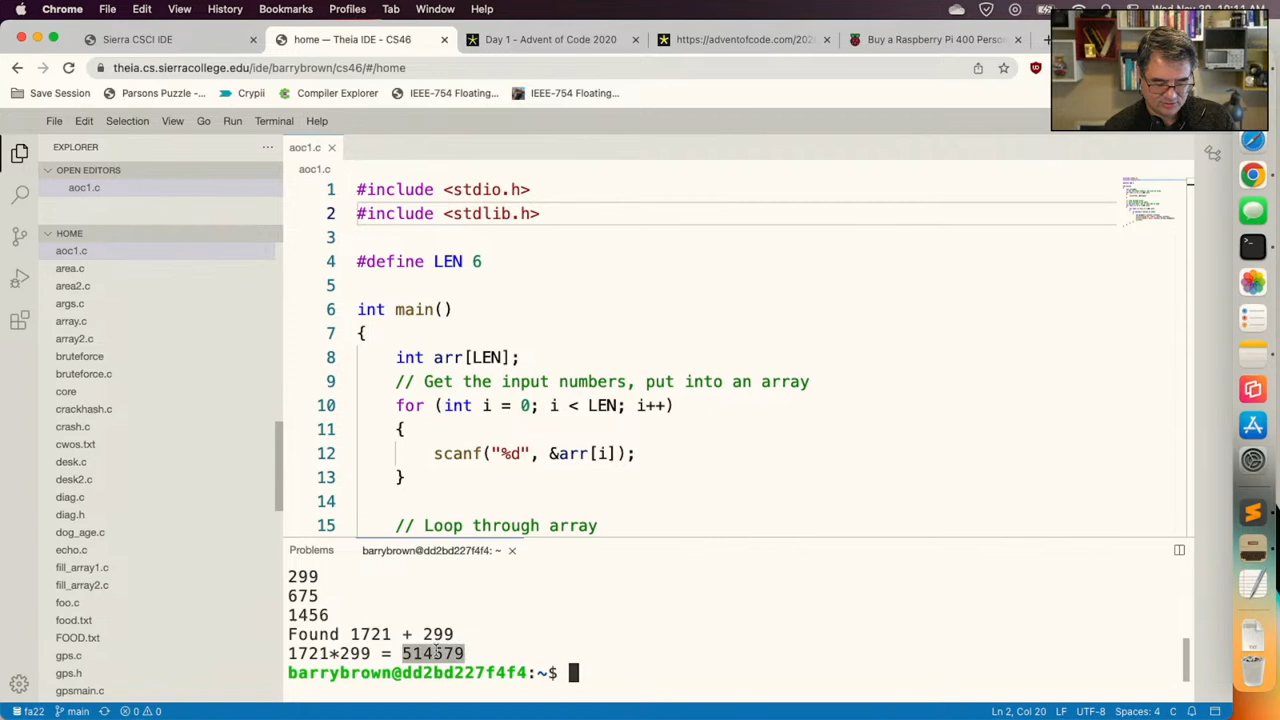 Chrome File Edit View History Bookmarks Profiles Tab Window Help
Sierra CSCI IDE
home — Theia IDE - CS46
Day 1 - Advent of Code 2020
https://adventofcode.com/202
Buy a Raspberry Pi 400 Perso
theia.cs.sierracollege.edu/ide/barrybrown/cs46/#/home
Save Session
Parsons Puzzle -...
Crypii
Compiler Explorer
IEEE-754 Floating...
IEEE-754 Floating...
File Edit Selection View Go Run Terminal Help
EXPLORER
OPEN EDITORS
aoc1.c
HOME
aoc1.c
area.c
area2.c
args.c
array.c
array2.c
bruteforce
bruteforce.c
core
crackhash.c
crash.c
cwos.txt
desk.c
desk2.c
diag.c
diag.h
dog_age.c
echo.c
fill_array1.c
fill_array2.c
foo.c
food.txt
FOOD.txt
gps.c
gps.h
gpsmain.c
aoc1.c
aoc1.c
1 #include <stdio.h>
2 #include <stdlib.h>
3
4 #define LEN 6
5
6 int main()
7 {
8 int arr[LEN];
9 // Get the input numbers, put into an array
10 for (int i = 0; i < LEN; i++)
11 {
12 scanf("%d", &arr[i]);
13 }
14
15 // Loop through array
Problems
barrybrown@dd2bd227f4f4: ~
299
675
1456
Found 1721 + 299
1721*299 = 514579
barrybrown@dd2bd227f4f4:~$
fa22 main 0 0
Ln 2, Col 20 LF UTF-8 Spaces: 4 C